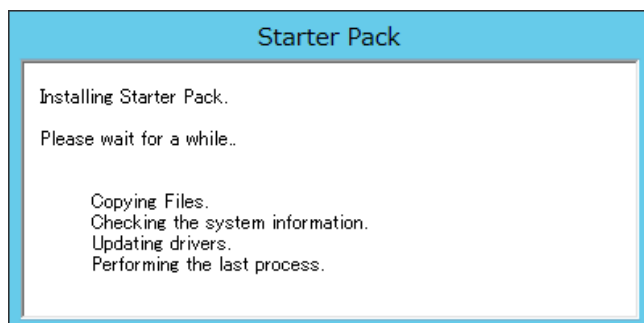 Starter Pack
Installing Starter Pack.
Please wait for a while..
Copying Files.
Checking the system information.
Updating drivers.
Performing the last process.